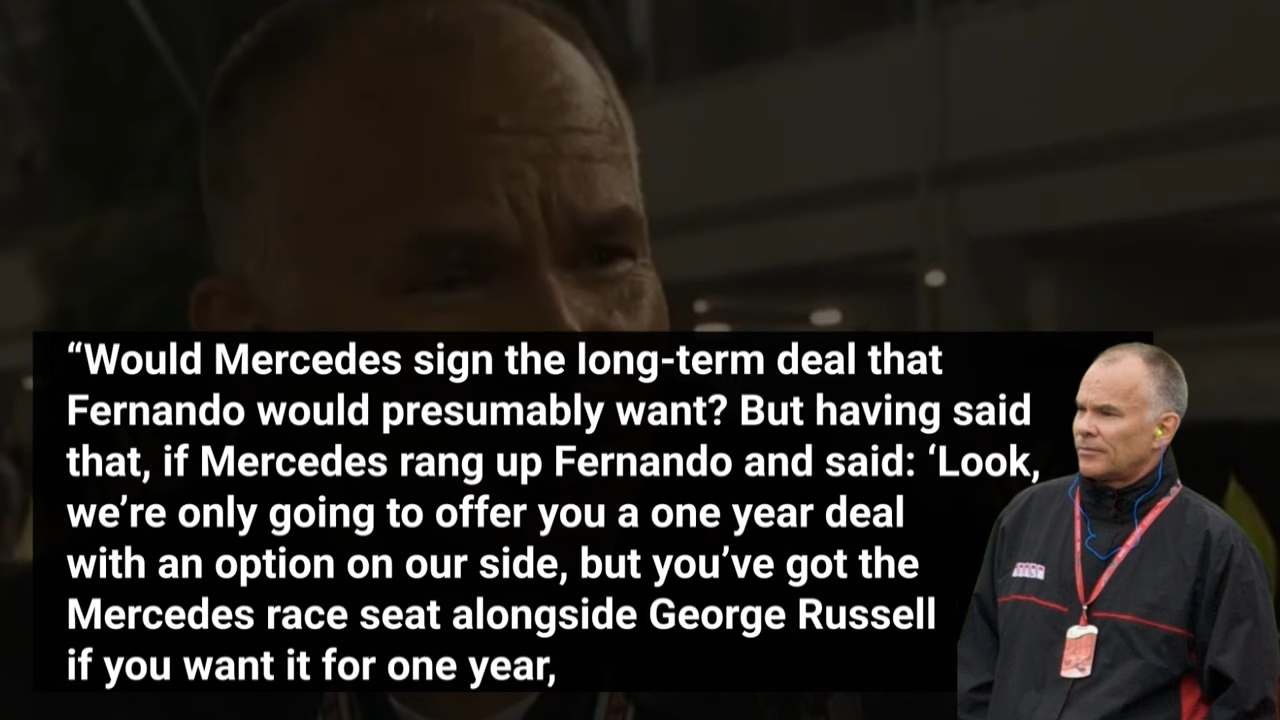 “Would Mercedes sign the long-term deal that
Fernando would presumably want? But having said
that, if Mercedes rang up Fernando and said: ‘Look,
we’re only going to offer you a one year deal
with an option on our side, but you’ve got the
Mercedes race seat alongside George Russell
if you want it for one year,